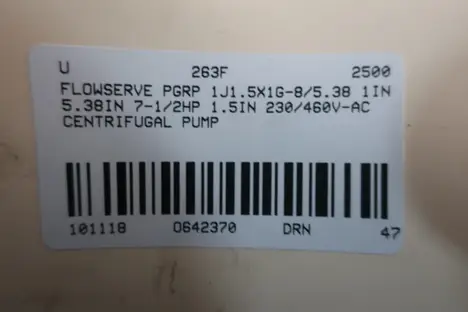 U 263F 2500
FLOWSERVE PGRP 1J1.5X1G-8/5.38 1IN
5.38IN 7-1/2HP 1.5IN 230/460V-AC
CENTRIFUGAL PUMP
101118 0642370 DRN 47